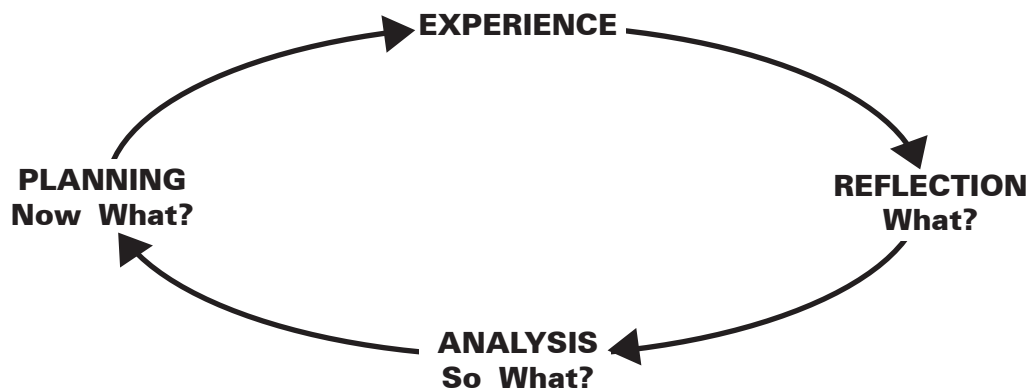 EXPERIENCE
REFLECTION
What?
ANALYSIS
So What?
PLANNING
Now What?